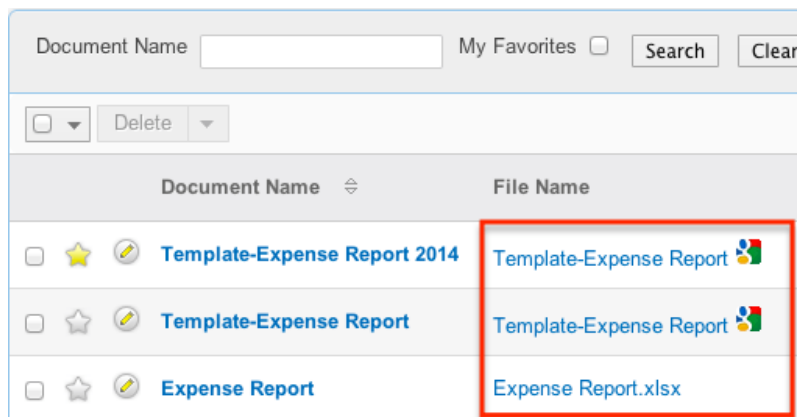 Document Name My Favorites Search Clear
Delete
Document Name File Name
Template-Expense Report 2014 Template-Expense Report
Template-Expense Report Template-Expense Report
Expense Report Expense Report.xlsx